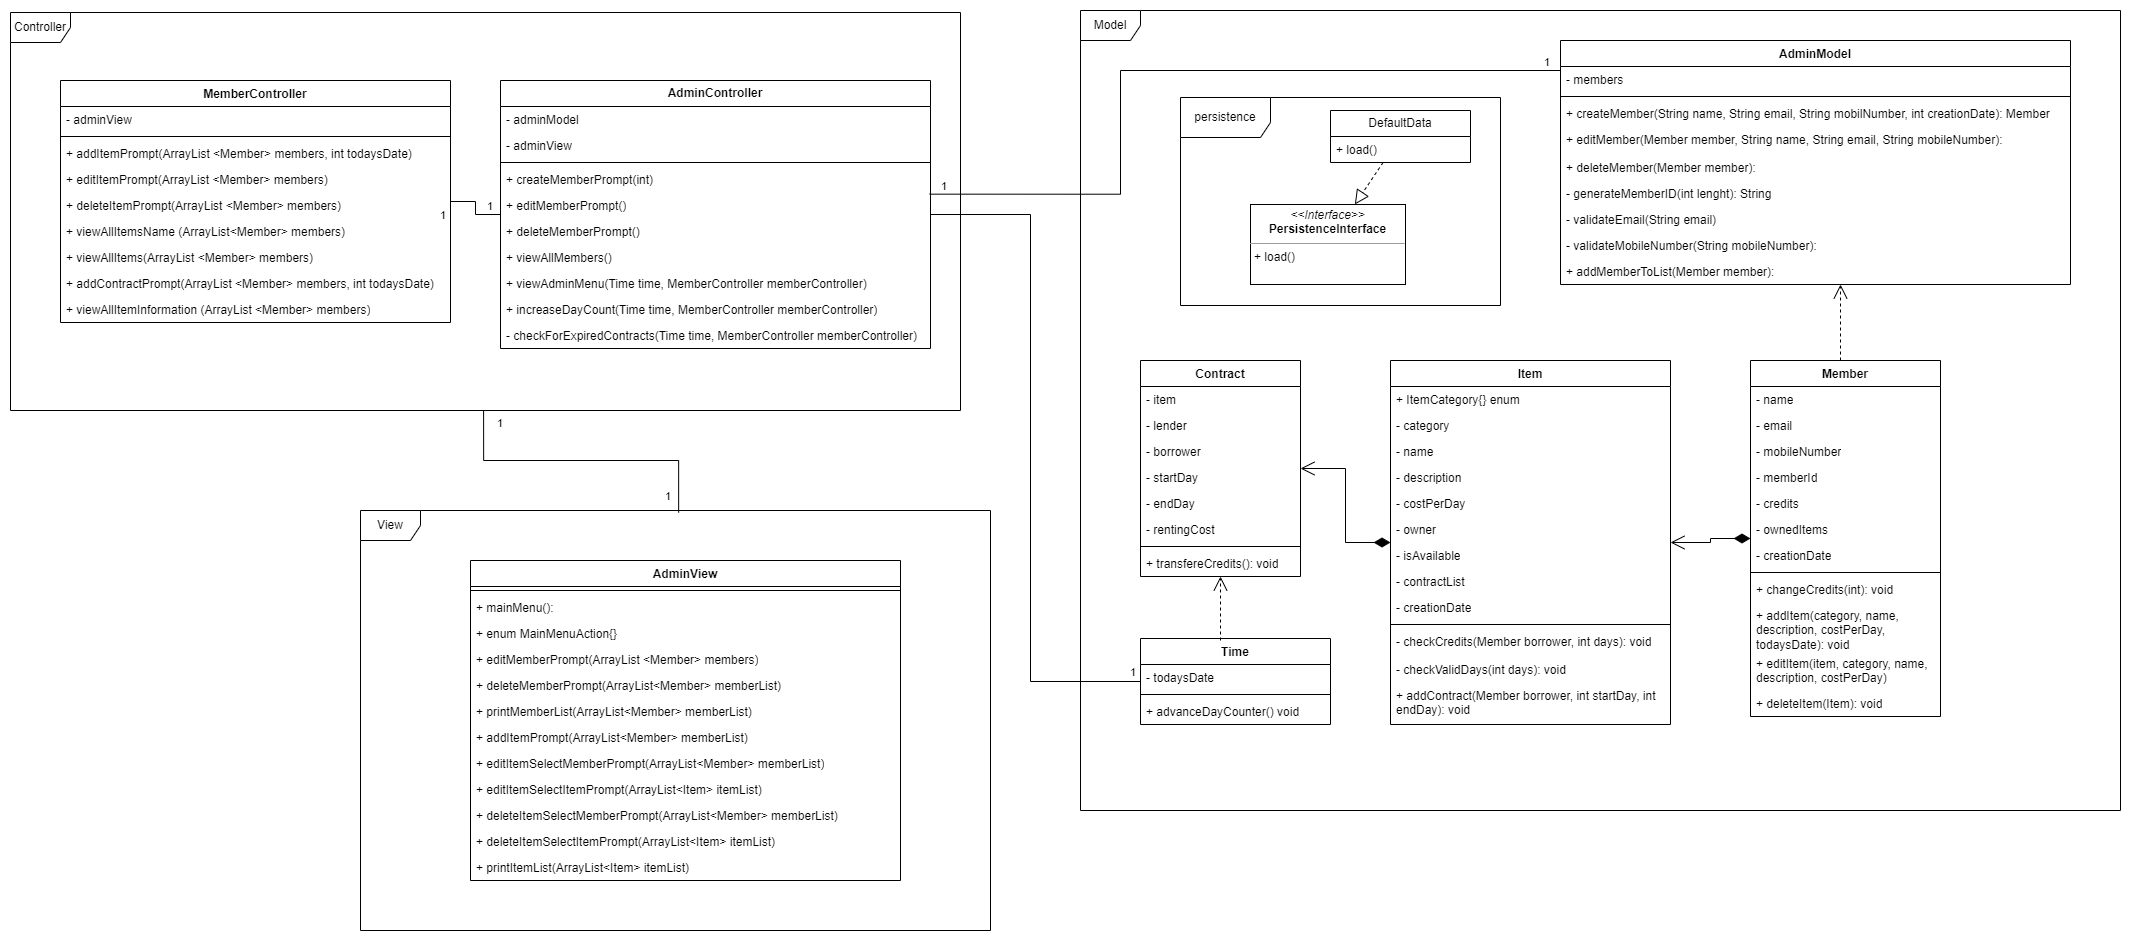 Controller
MemberController
- adminView
+ addItemPrompt(ArrayList <Member> members, int todaysDate)
+ editItemPrompt(ArrayList <Member> members)
+ deleteItemPrompt(ArrayList <Member> members)
+ viewAllItemsName (ArrayList<Member> members)
+ viewAllItems(ArrayList <Member> members)
+ addContractPrompt(ArrayList <Member> members, int todaysDate)
+ viewAllItemInformation (ArrayList <Member> members)
1
1
AdminController
- adminModel
- adminView
+ createMemberPrompt(int)
+ editMemberPrompt()
+ deleteMemberPrompt()
+ viewAllMembers()
+ viewAdminMenu(Time time, MemberController memberController)
+ increaseDayCount(Time time, MemberController memberController)
- checkForExpiredContracts(Time time, MemberController memberController)
1
1
1
View
AdminView
+ mainMenu():
+ enum MainMenuAction{}
+ editMemberPrompt(ArrayList <Member> members)
+ deleteMemberPrompt(ArrayList<Member> memberList)
+ printMemberList(ArrayList<Member> memberList)
+ addItemPrompt(ArrayList<Member> memberList)
+ editItemSelectMemberPrompt(ArrayList<Member> memberList)
+ editItemSelectItemPrompt(ArrayList<Item> itemList)
+ deleteItemSelectMemberPrompt(ArrayList<Member> memberList)
+ deleteItemSelectItemPrompt(ArrayList<Item> itemList)
+ printItemList(ArrayList<Item> itemList)
Model
1
AdminModel
- members
+ createMember(String name, String email, String mobilNumber, int creationDate): Member
+ editMember(Member member, String name, String email, String mobileNumber):
+ deleteMember(Member member):
- generateMemberID(int lenght): String
- validateEmail(String email)
- validateMobileNumber(String mobileNumber):
+ addMemberToList(Member member):
persistence
DefaultData
+ load()
<<Interface>>
PersistenceInterface
+ load()
Contract
- item
- lender
- borrower
- startDay
- endDay
- rentingCost
+ transfereCredits(): void
1
Time
- todaysDate
+ advanceDayCounter() void
Item
+ ItemCategory{} enum
- category
- name
- description
- costPerDay
- owner
- isAvailable
- contractList
- creationDate
- checkCredits(Member borrower, int days): void
- checkValidDays(int days): void
+ addContract(Member borrower, int startDay, int
endDay): void
Member
- name
- email
- mobileNumber
- memberId
- credits
- ownedItems
- creationDate
+ changeCredits(int): void
+ addItem(category, name,
description, costPerDay,
todaysDate): void
+ editItem(item, category, name,
description, costPerDay)
+ deleteItem(Item): void